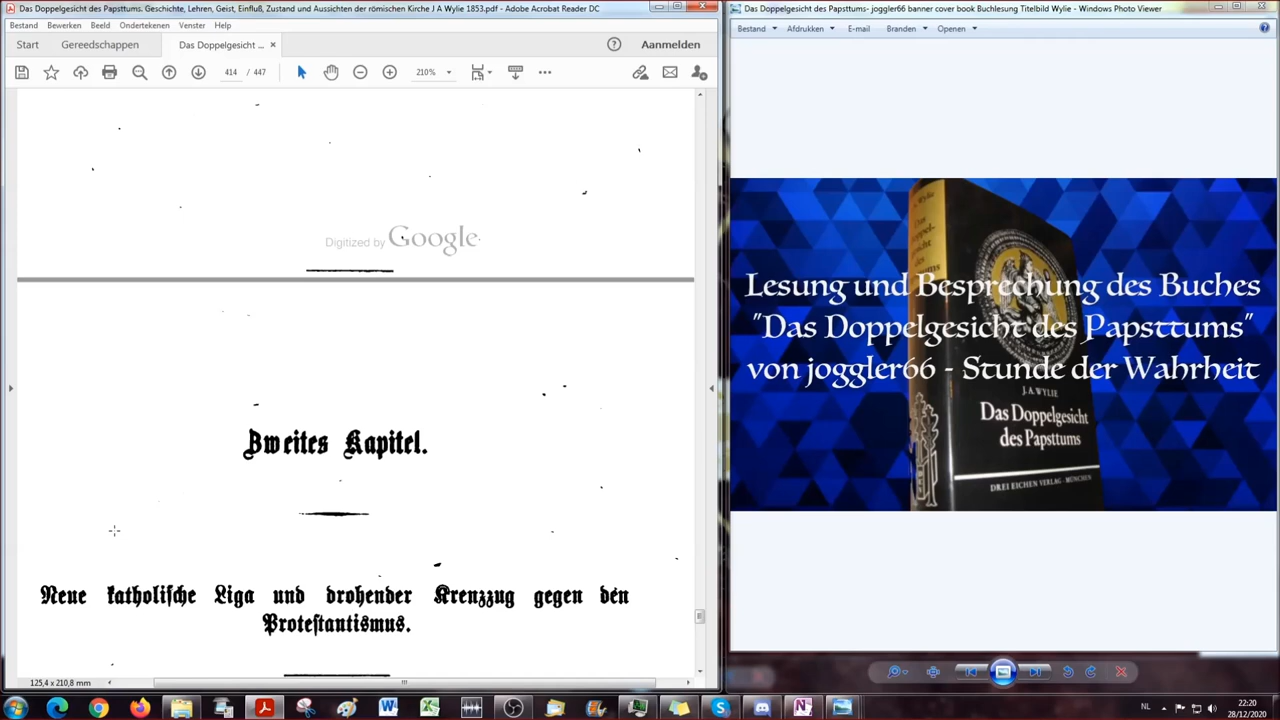 Das Doppelgesicht des Papsttums. Geschichte, Lehren, Geist, Einfluß, Zustand und Aussichten der römischen Kirche J A Wylie 1853.pdf - Adobe Acrobat Reader DC
Bestand Bewerken Beeld Ondertekenen Venster Help
Start Gereedschappen Das Doppelgesicht ... × Aanmelden
414 / 447 210%
Digitized by Google
Zweites Kapitel.
Neue katholische Liga und drohender Kreuzzug gegen den
Protestantismus.
125,4 x 210,8 mm
Das Doppelgesicht des Papsttums- joggler66 banner cover book Buchlesung Titelbild Wylie - Windows Photo Viewer
Bestand Afdrukken E-mail Branden Openen
Lesung und Besprechung des Buches
"Das Doppelgesicht des Papsttums"
von joggler66 - Stunde der Wahrheit
J.A. WYLIE
Das Doppelgesicht
des Papsttums
DREI EICHEN VERLAG · MÜNCHEN
NL 22:20
28/12/2020